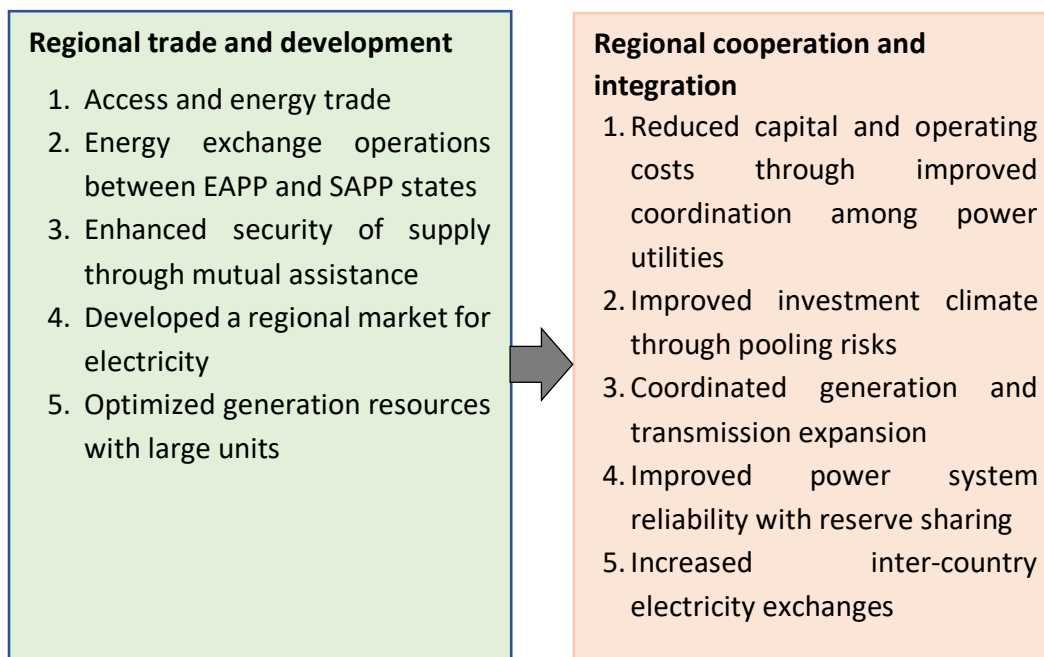 Regional trade and development
1. Access and energy trade
2. Energy exchange operations
between EAPP and SAPP states
3. Enhanced security of supply
through mutual assistance
4. Developed a regional market for
electricity
5. Optimized generation resources
with large units
Regional cooperation and
integration
1. Reduced capital and operating
costs through improved
coordination among power
utilities
2. Improved investment climate
through pooling risks
3. Coordinated generation and
transmission expansion
4. Improved power system
reliability with reserve sharing
5. Increased inter-country
electricity exchanges